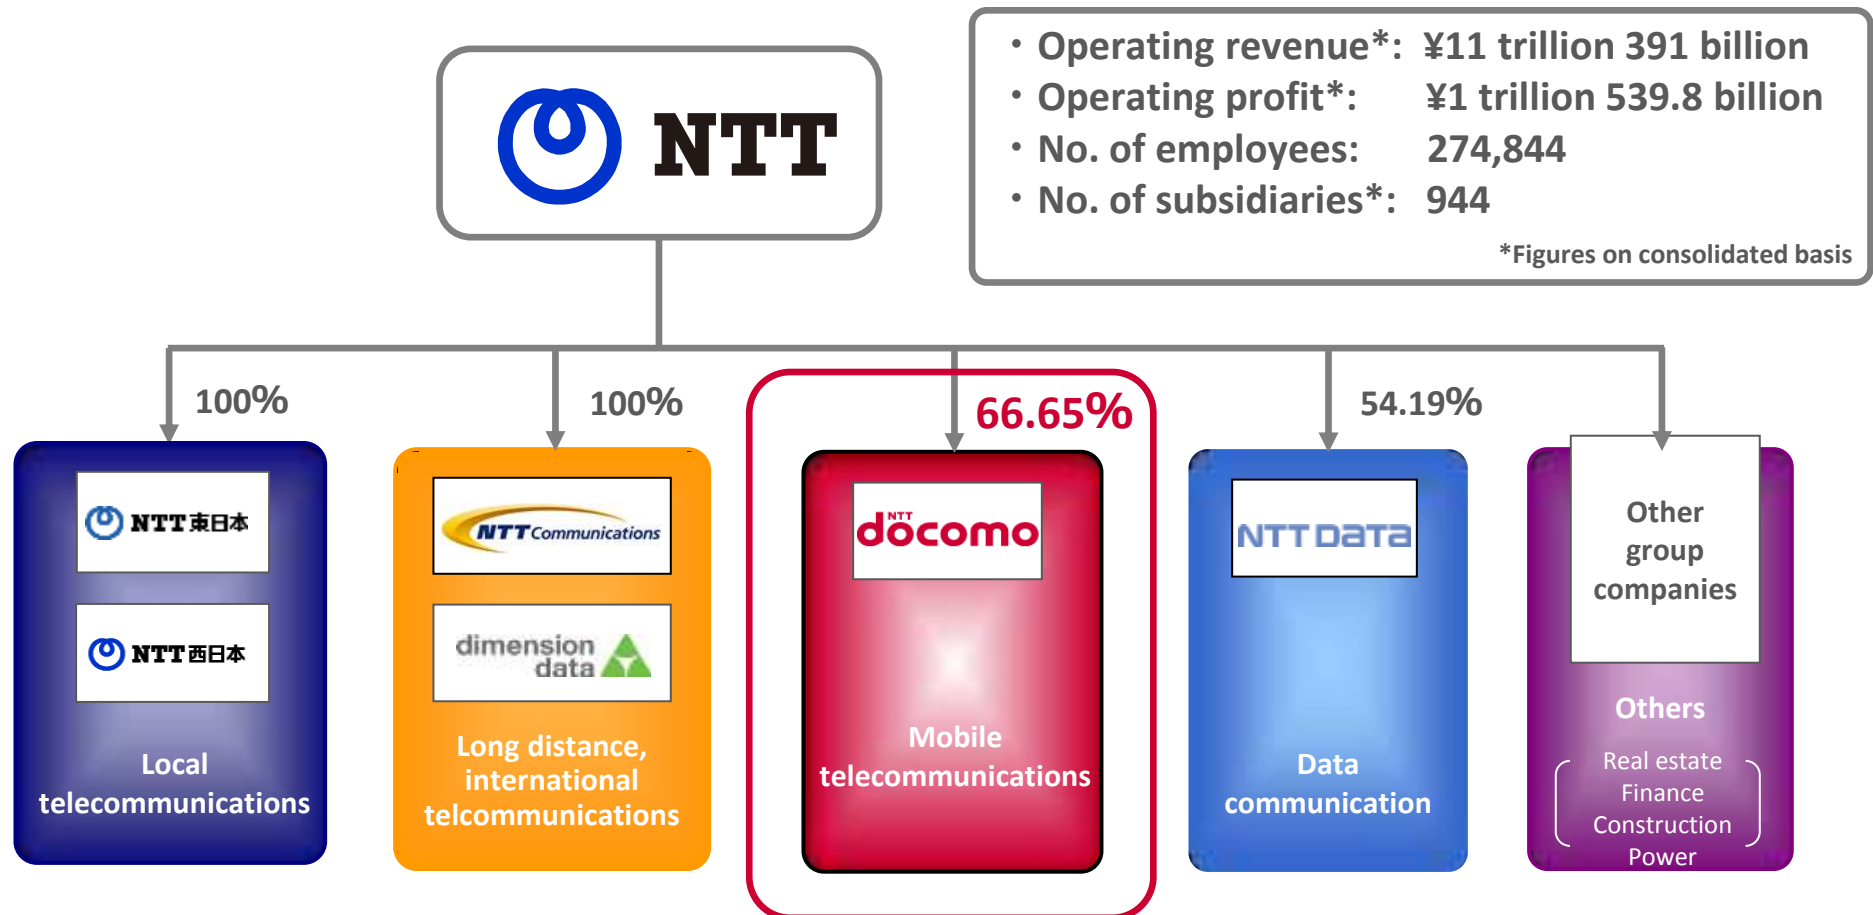 NTT
・Operating revenue*: ¥11 trillion 391 billion
・Operating profit*: ¥1 trillion 539.8 billion
・No. of employees: 274,844
・No. of subsidiaries*: 944
*Figures on consolidated basis
100%
100%
66.65%
54.19%
NTT東日本
NTT西日本
Local
telecommunications
NTT Communications
dimension
data
Long distance,
international
telcommunications
NTT
docomo
Mobile
telecommunications
NTT DATA
Data
communication
Other
group
companies
Others
Real estate
Finance
Construction
Power